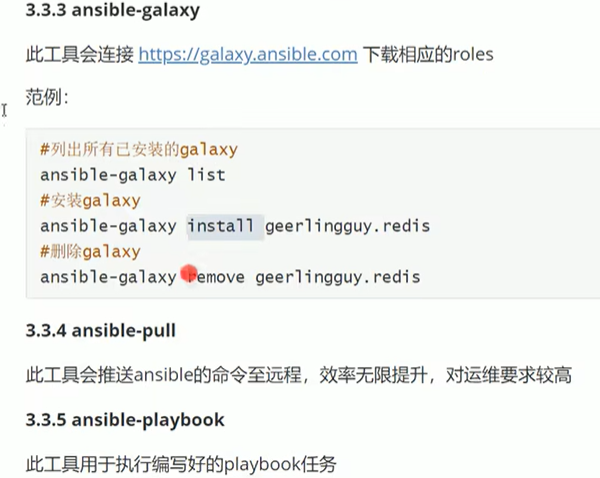 3.3.3 ansible-galaxy
此工具会连接 https://galaxy.ansible.com 下载相应的roles
范例：
#列出所有已安装的galaxy
ansible-galaxy list
#安装galaxy
ansible-galaxy install geerlingguy.redis
#删除galaxy
ansible-galaxy remove geerlingguy.redis
3.3.4 ansible-pull
此工具会推送ansible的命令至远程，效率无限提升，对运维要求较高
3.3.5 ansible-playbook
此工具用于执行编写好的playbook任务